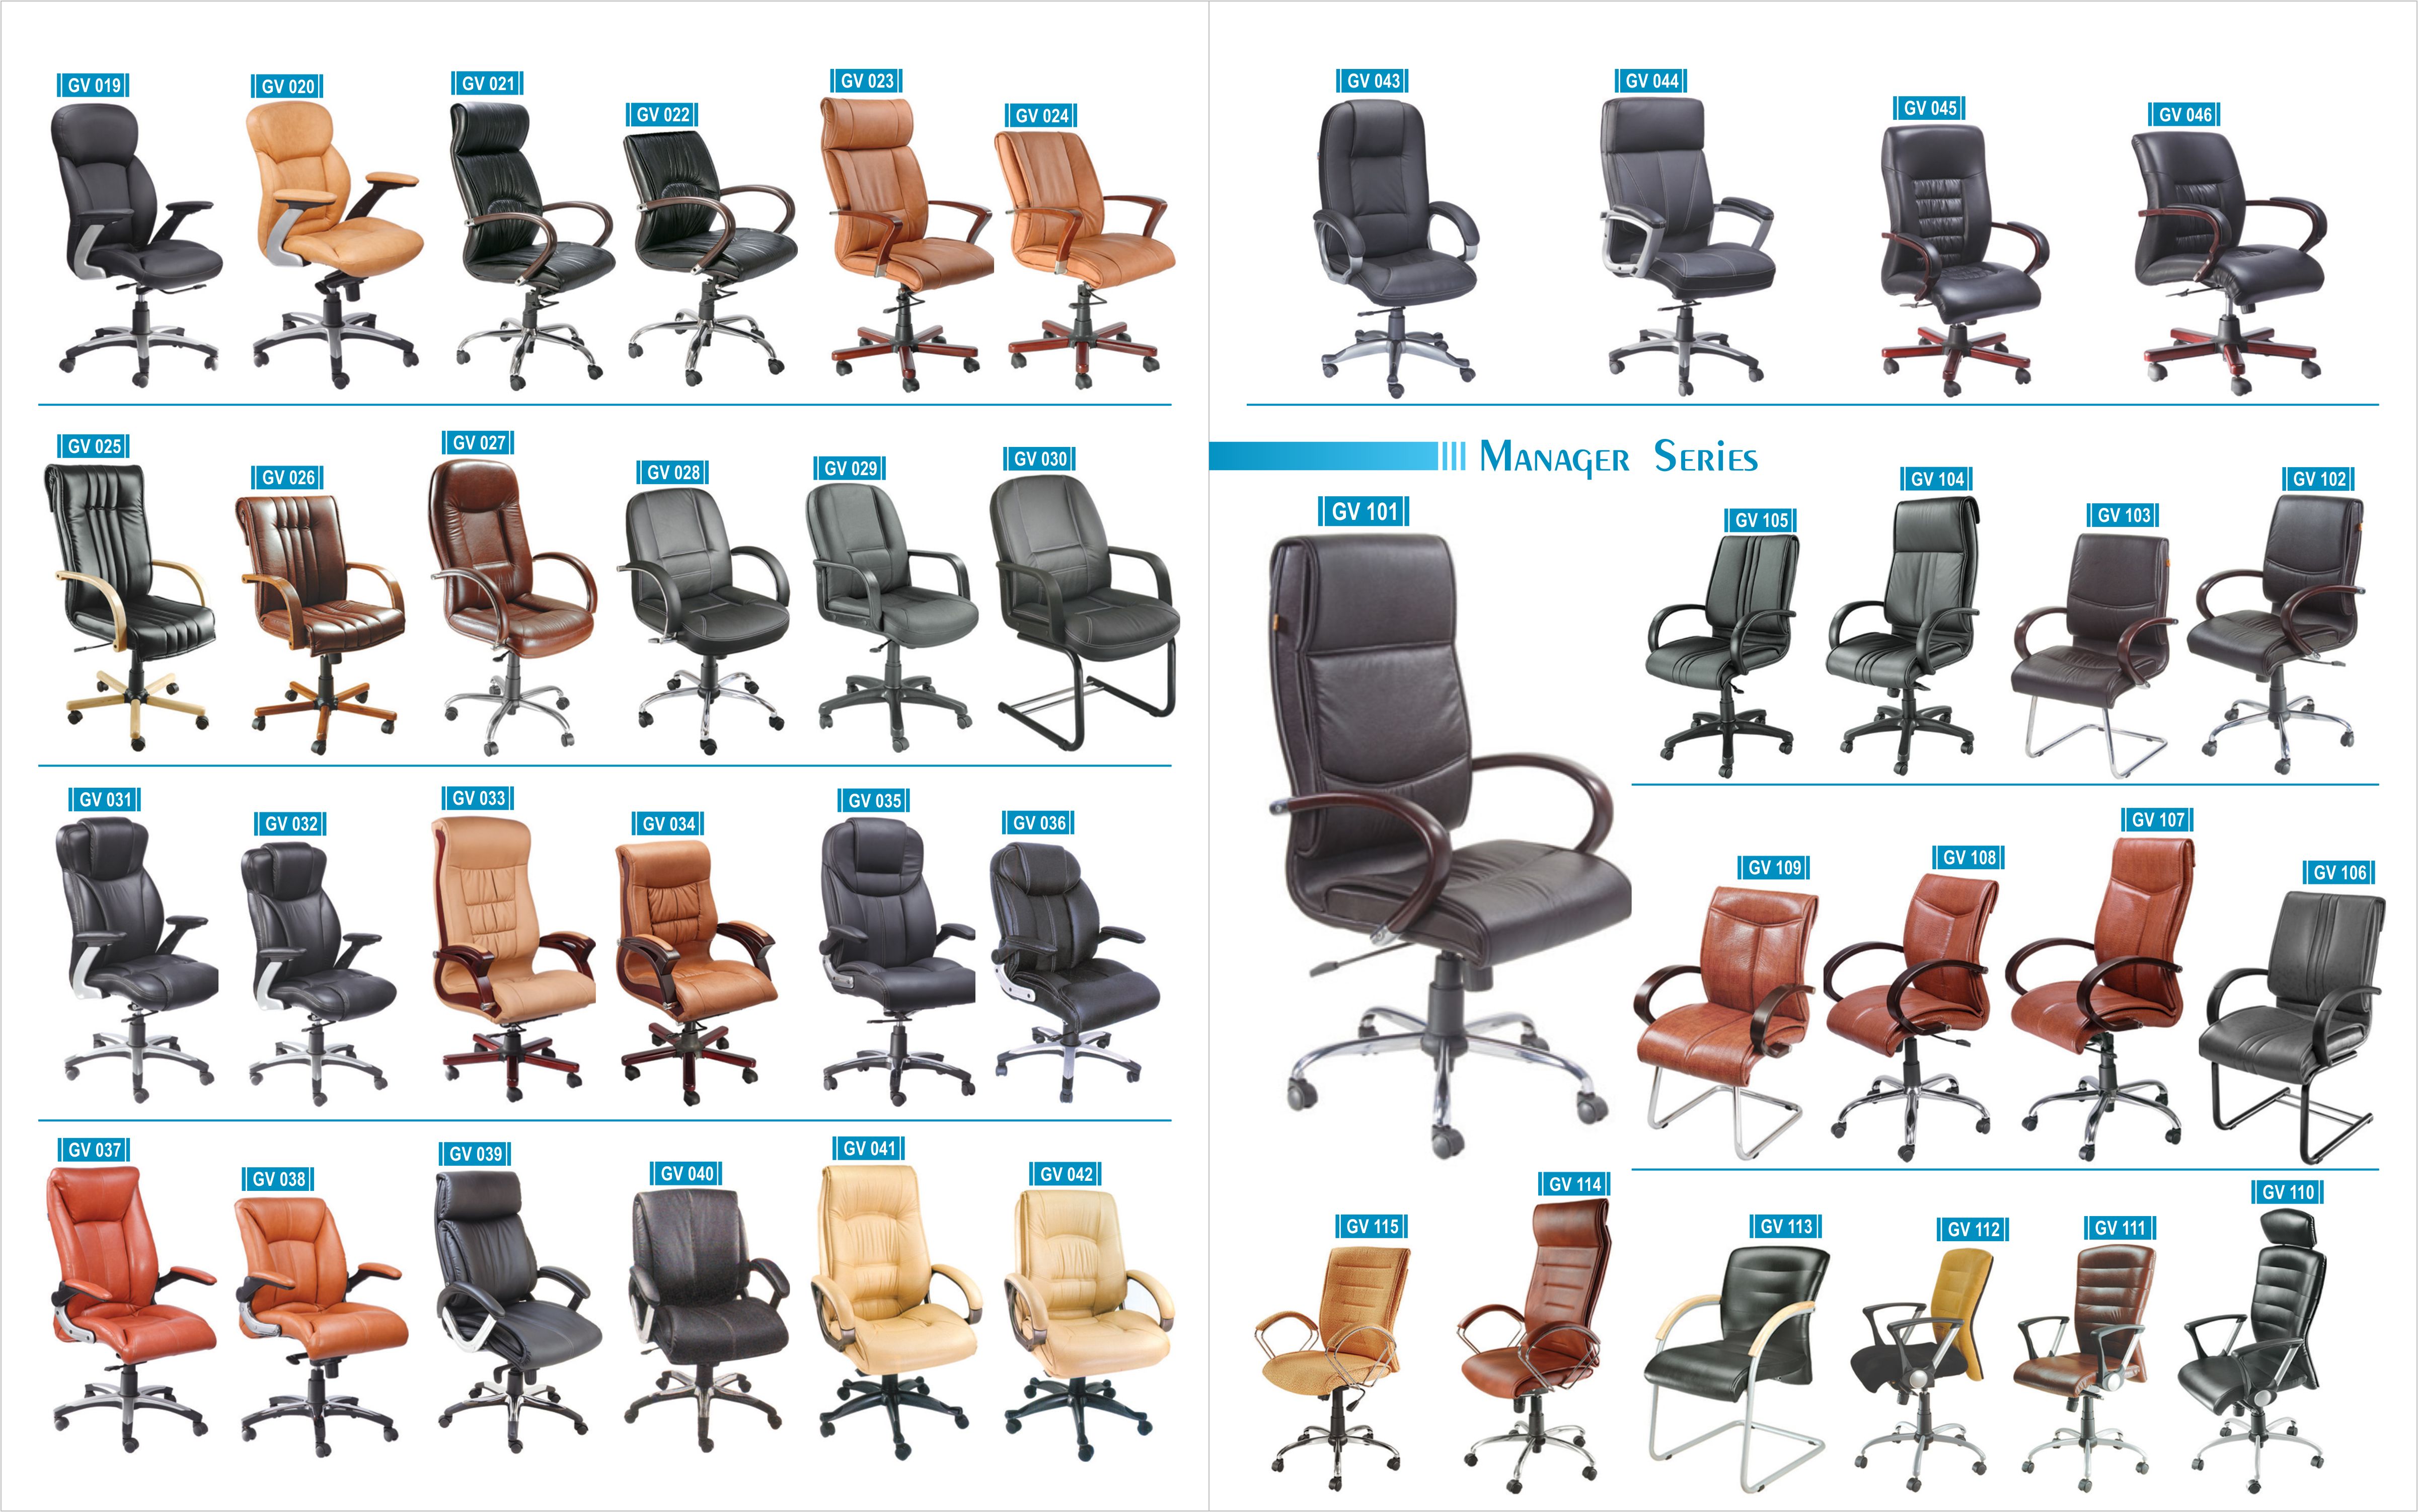 GV 019
GV 020
GV 021
GV 022
GV 023
GV 024
GV 025
GV 026
GV 027
GV 028
GV 029
GV 030
GV 031
GV 032
GV 033
GV 034
GV 035
GV 036
GV 037
GV 038
GV 039
GV 040
GV 041
GV 042
GV 043
GV 044
GV 045
GV 046
Manager Series
GV 101
GV 105
GV 104
GV 103
GV 102
GV 109
GV 108
GV 107
GV 106
GV 115
GV 114
GV 113
GV 112
GV 111
GV 110